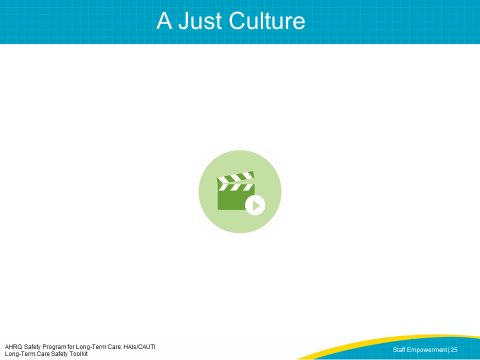 A Just Culture
AHRQ Safety Program for Long-Term Care: HAIs/CAUTI
Long-Term Care Safety Toolkit
Staff Empowerment| 25